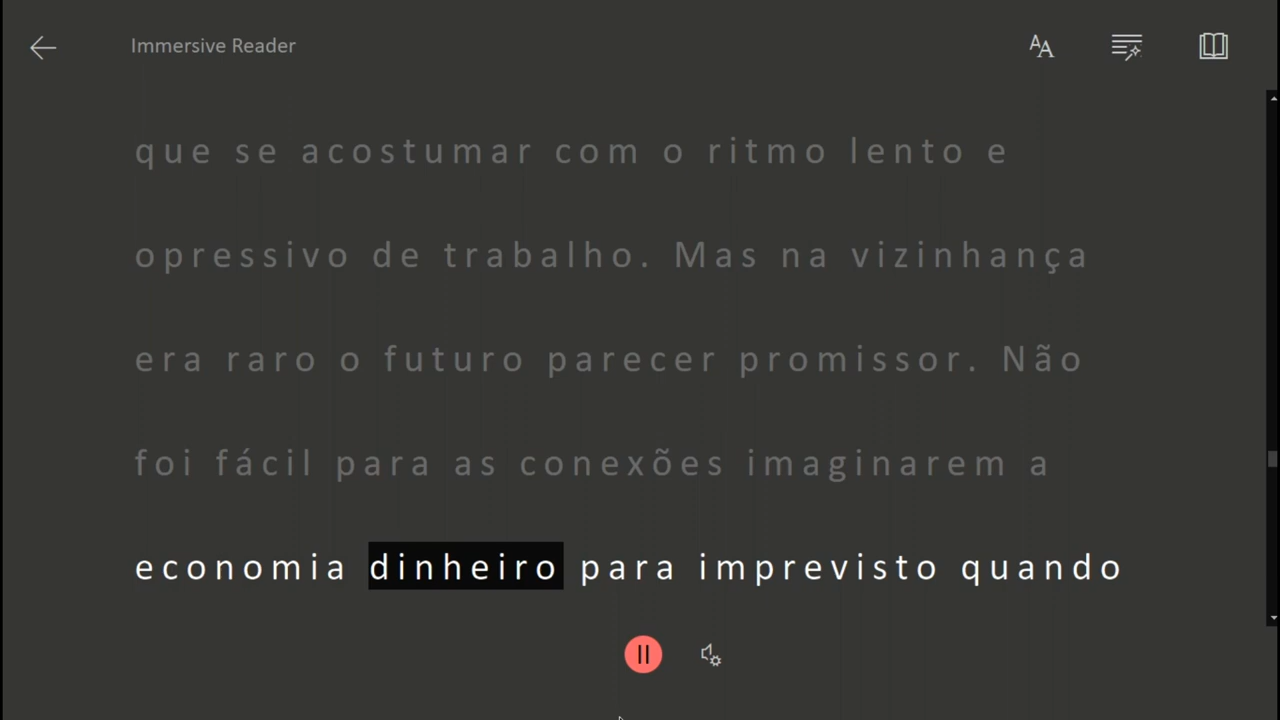 Immersive Reader
que se acostumar com o ritmo lento e
opressivo de trabalho. Mas na vizinhança
era raro o futuro parecer promissor. Não
foi fácil para as conexões imaginarem a
economia dinheiro para imprevisto quando